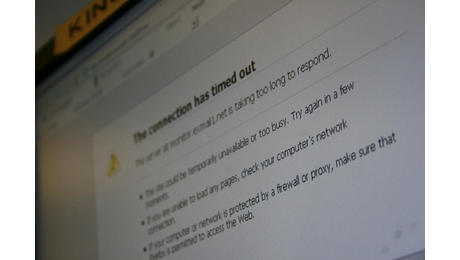 KING
The connection has timed out
The server at monitor.exmail1.net is taking too long to respond.
The site could be temporarily unavailable or too busy. Try again in a few
moments.
If you are unable to load any pages, check your computer's network
connection.
If your computer or network is protected by a firewall or proxy, make sure that
Firefox is permitted to access the Web.